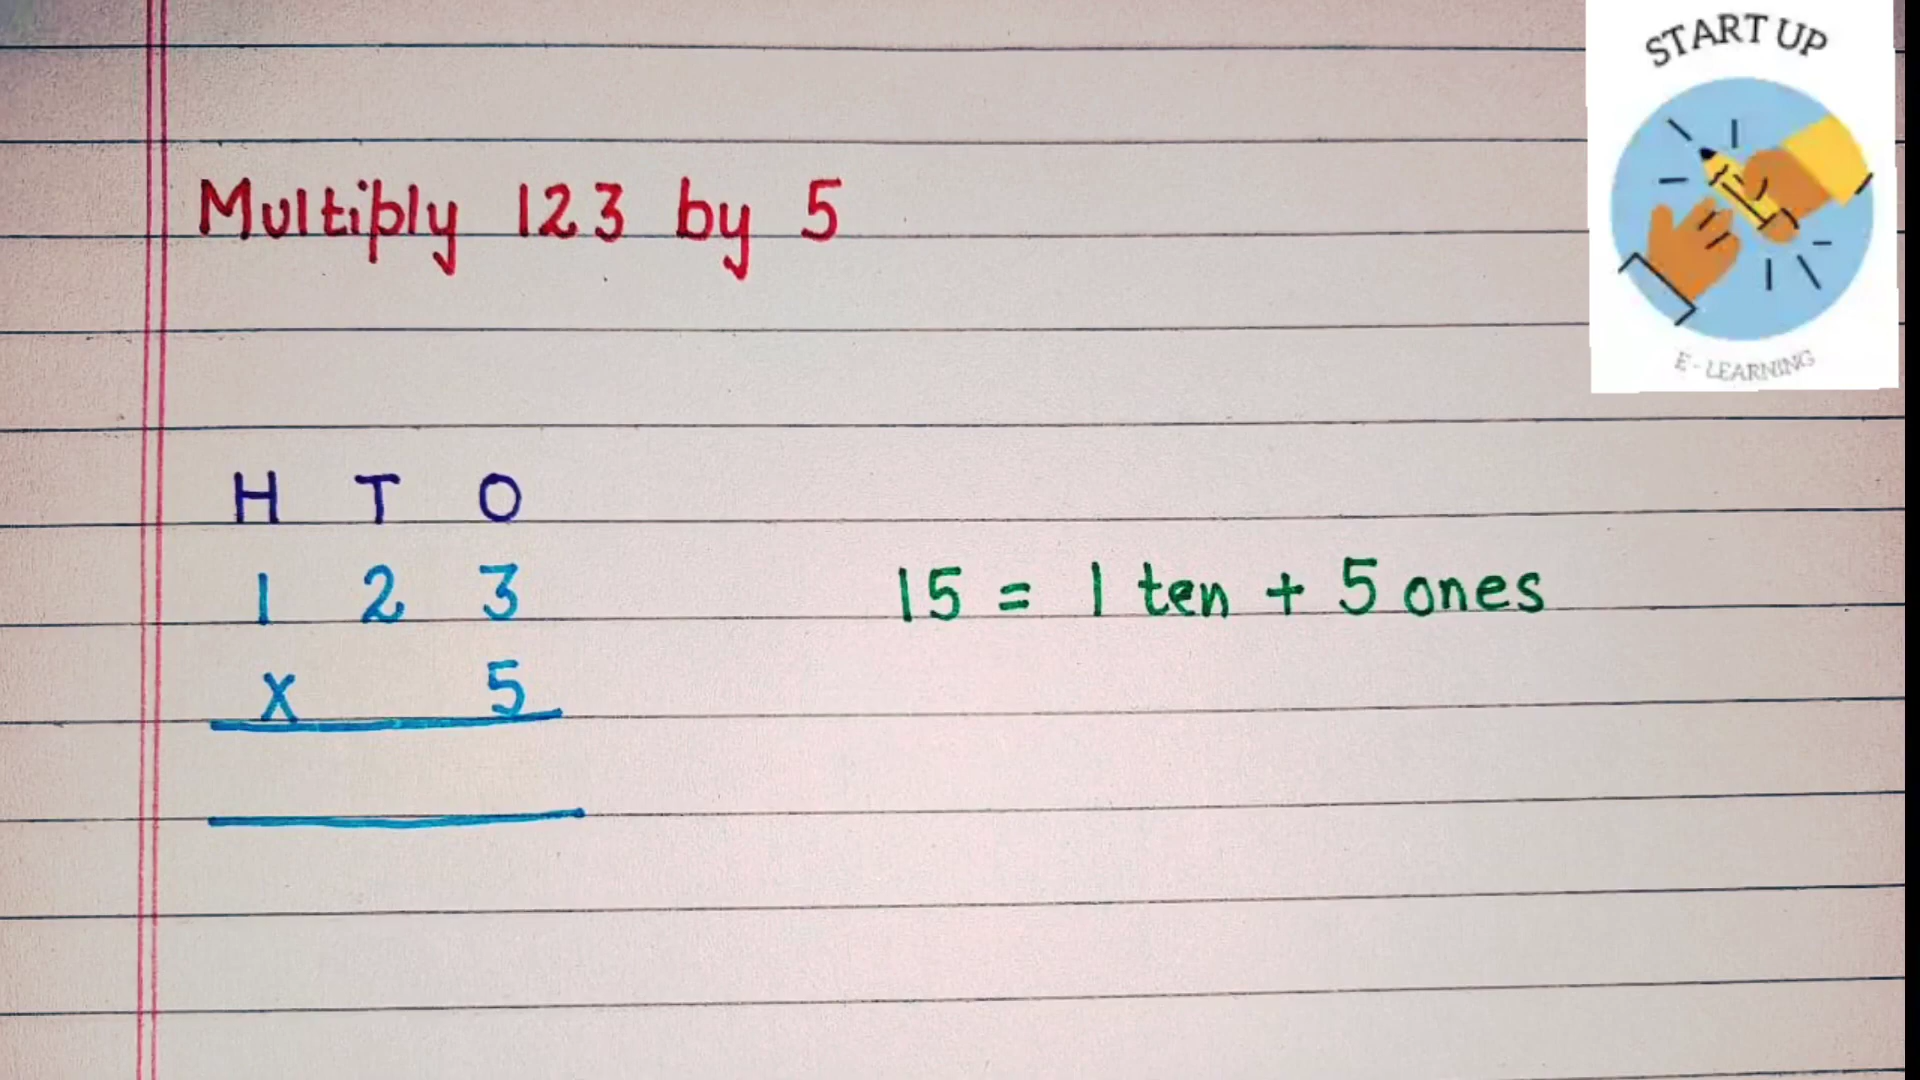 START UP
Multiply 123 by 5
E - LEARNING
H T O
1 2 3
15 = 1 ten + 5 ones
x 5